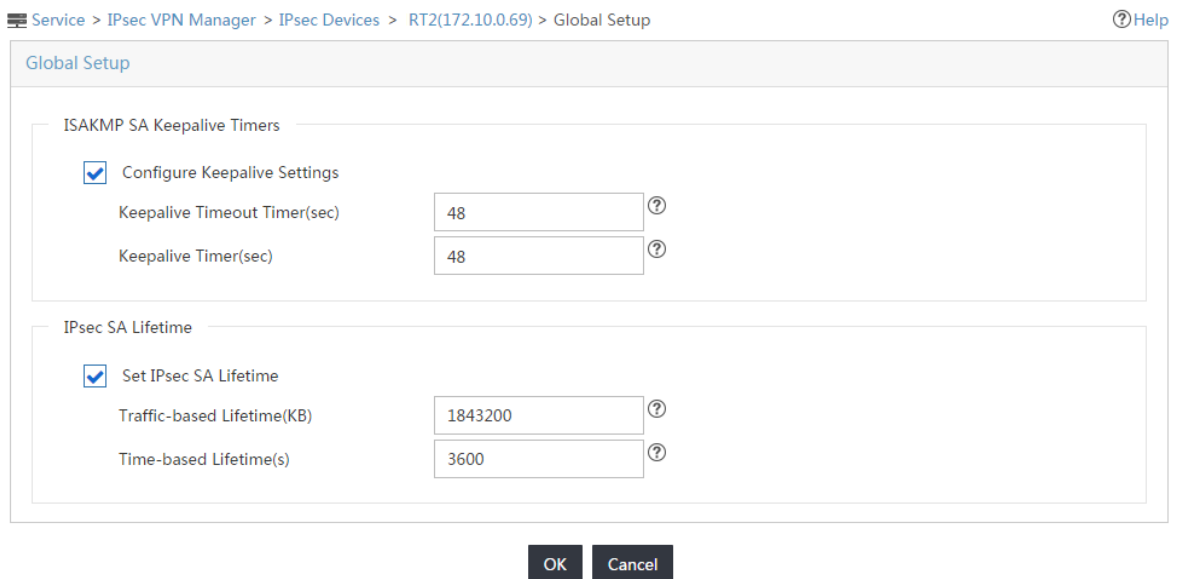 Service > IPsec VPN Manager > IPsec Devices > RT2(172.10.0.69) > Global Setup ?Help
Global Setup
ISAKMP SA Keepalive Timers
Configure Keepalive Settings
Keepalive Timeout Timer(sec) 48 ?
Keepalive Timer(sec) 48 ?
IPsec SA Lifetime
Set IPsec SA Lifetime
Traffic-based Lifetime(KB) 1843200 ?
Time-based Lifetime(s) 3600 ?
OK Cancel